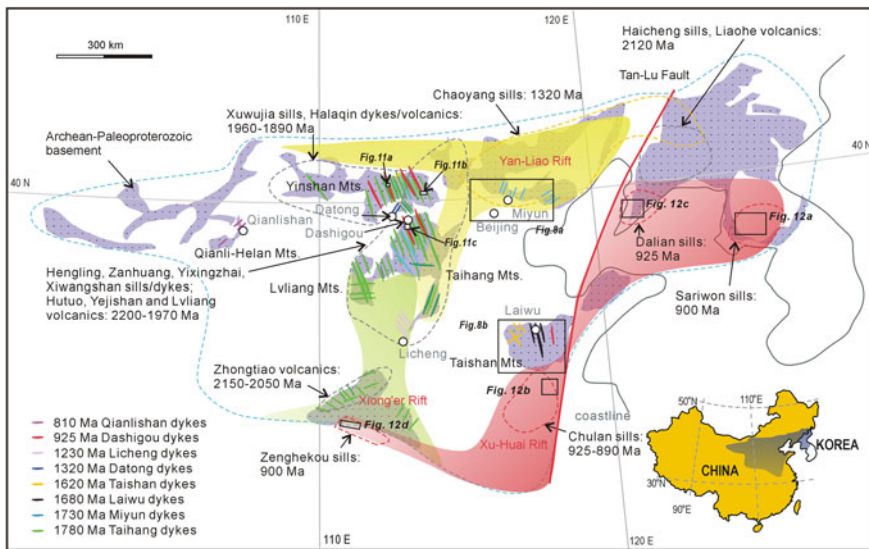 110 E
120 E
300 km
Haicheng sills, Liaohe volcanics:
2120 Ma
Tan-Lu Fault
Chaoyang sills: 1320 Ma
Xuwujia sills, Halaqin dykes/volcanics:
1960-1890 Ma
Archean-Paleoproterozoic
basement
Fig.11a
Fig.11b
Yan-Liao Rift
40 N
40 N
Yinshan Mts.
Datong
Miyun
Beijing
Fig.8a
Fig. 12c
Fig. 12a
Qianlishan
Dashigou
Fig.11c
Dalian sills:
925 Ma
Qianli-Helan Mts.
Hengling, Zanhuang, Yixingzhai,
Xiwangshan sills/dykes;
Hutuo, Yejishan and Lvliang
volcanics: 2200-1970 Ma
Lvliang Mts.
Taihang Mts.
Sariwon sills:
900 Ma
Laiwu
Fig. 8b
Licheng
Taishan Mts.
Zhongtiao volcanics:
2150-2050 Ma
Xiong'er Rift
Fig. 12b
Fig. 12d
Xu-Huai Rift
coastline
Chulan sills:
925-890 Ma
Zenghekou sills:
900 Ma
810 Ma Qianlishan dykes
925 Ma Dashigou dykes
1230 Ma Licheng dykes
1320 Ma Datong dykes
1620 Ma Taishan dykes
1680 Ma Laiwu dykes
1730 Ma Miyun dykes
1780 Ma Taihang dykes
50°N
110°E
KOREA
CHINA
30°N
90°E
120°E
110 E
120 E